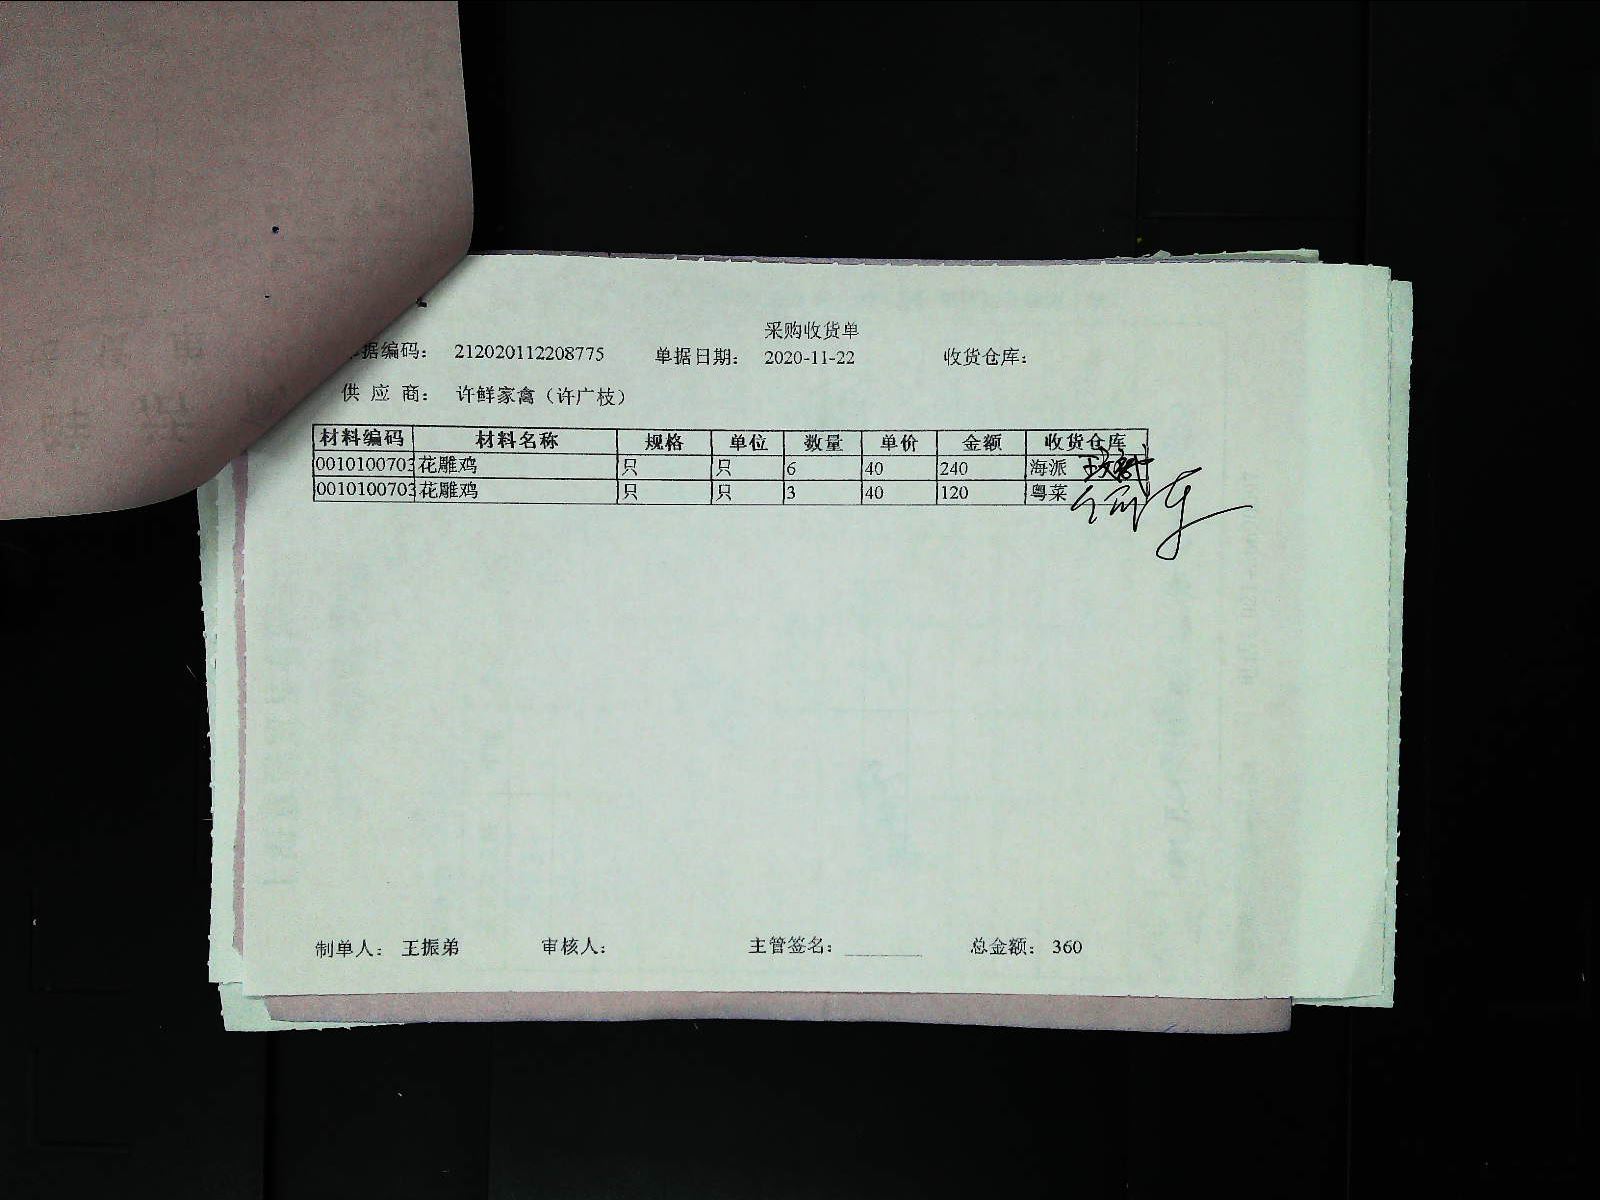 采购收货单
据编码： 212020112208775 单据日期： 2020-11-22 收货仓库：
供 应 商： 许鲜家禽（许广枝）
材料编码 材料名称 规格 单位 数量 单价 金额 收货仓库
0010100703 花雕鸡 只 只 6 40 240 海派
0010100703 花雕鸡 只 只 3 40 120 粤菜
制单人： 王振弟 审核人： 主管签名： 总金额： 360